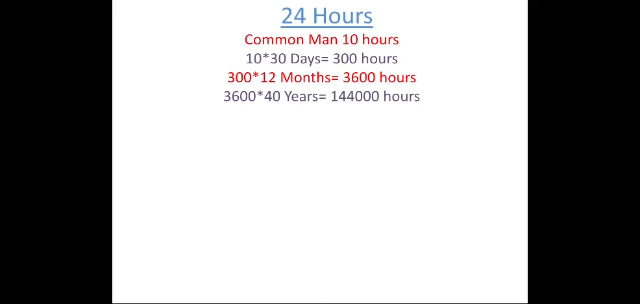 24 Hours
Common Man 10 hours
10*30 Days= 300 hours
300*12 Months= 3600 hours
3600*40 Years= 144000 hours